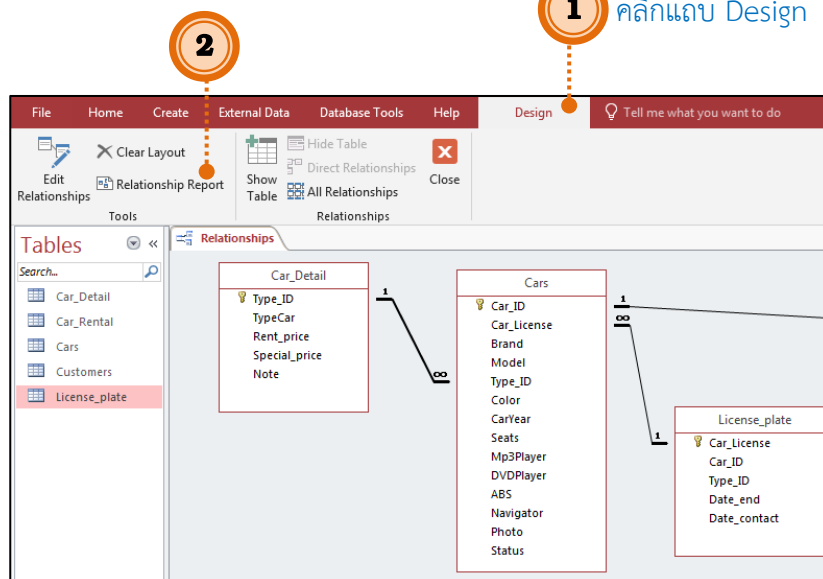 1 คลิกแถบ Design
2
File Home Create External Data Database Tools Help Design Tell me what you want to do
Edit Relationships
Clear Layout
Relationship Report
Tools
Show Table
Hide Table
Direct Relationships
All Relationships
Close
Relationships
Tables
Search...
Car_Detail
Car_Rental
Cars
Customers
License_plate
Relationships
Car_Detail
Type_ID
TypeCar
Rent_price
Special_price
Note
1
∞
Cars
Car_ID
Car_License
Brand
Model
Type_ID
Color
CarYear
Seats
Mp3Player
DVDPlayer
ABS
Navigator
Photo
Status
1
∞
1
License_plate
Car_License
Car_ID
Type_ID
Date_end
Date_contact